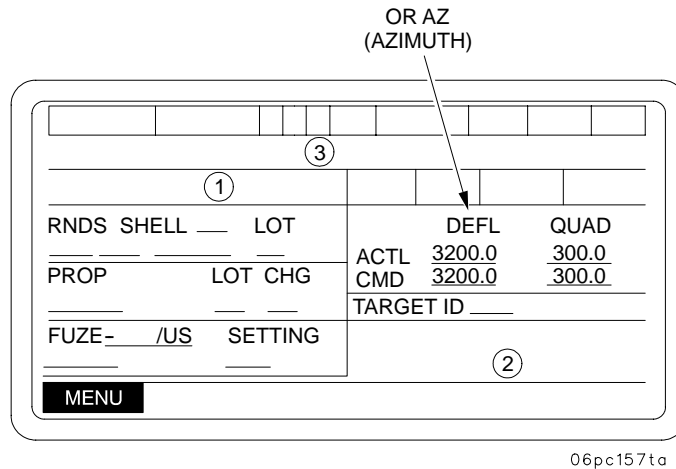 OR AZ
(AZIMUTH)
3
1
RNDS SHELL LOT
DEFL QUAD
ACTL 3200.0 300.0
PROP LOT CHG
CMD 3200.0 300.0
TARGET ID
FUZE- /US SETTING
2
MENU
06pc157ta